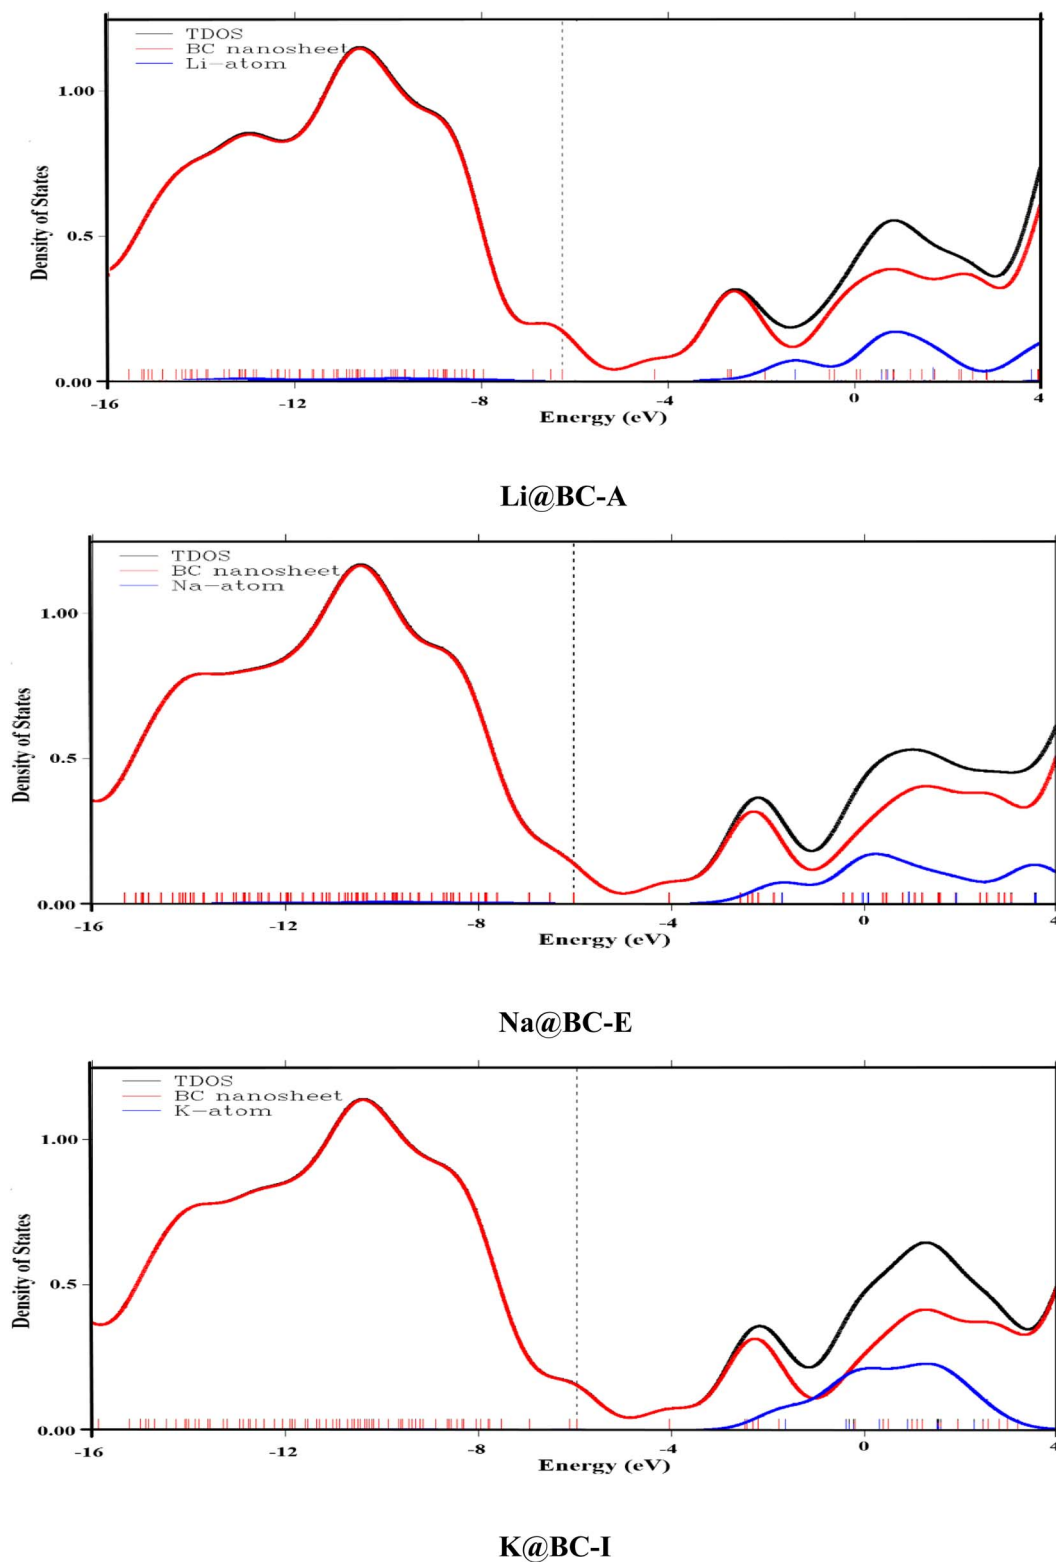 TDOS
BC nanosheet
Li-atom
1.00
0.5
0.00
Density of States
-16
-12
-8
-4
0
4
Energy (eV)
Li@BC-A
TDOS
BC nanosheet
Na-atom
1.00
0.5
0.00
Density of States
-16
-12
-8
-4
0
4
Energy (eV)
Na@BC-E
TDOS
BC nanosheet
K-atom
1.00
0.5
0.00
Density of States
-16
-12
-8
-4
0
4
Energy (eV)
K@BC-I